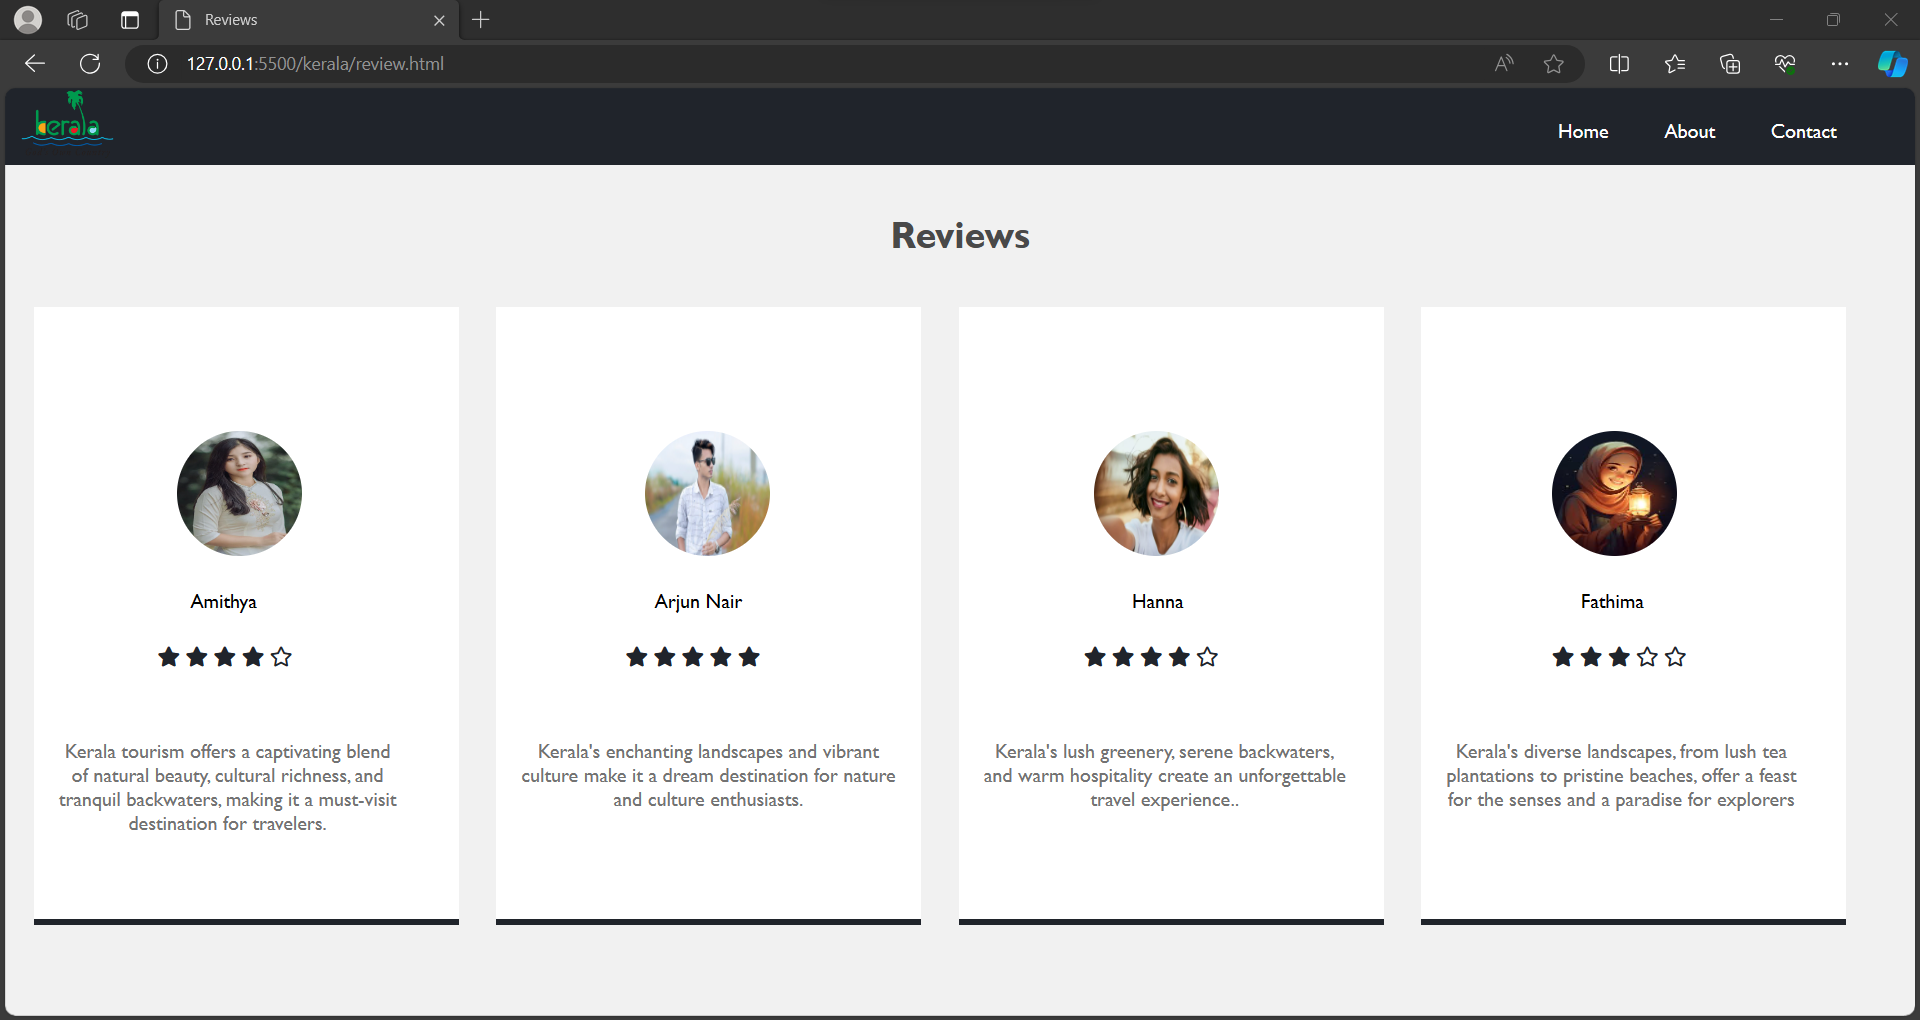 Reviews
127.0.0.1:5500/kerala/review.html
kerala
Home About Contact
Reviews
Amithya
Kerala tourism offers a captivating blend
of natural beauty, cultural richness, and
tranquil backwaters, making it a must-visit
destination for travelers.
Arjun Nair
Kerala's enchanting landscapes and vibrant
culture make it a dream destination for nature
and culture enthusiasts.
Hanna
Kerala's lush greenery, serene backwaters,
and warm hospitality create an unforgettable
travel experience..
Fathima
Kerala's diverse landscapes, from lush tea
plantations to pristine beaches, offer a feast
for the senses and a paradise for explorers